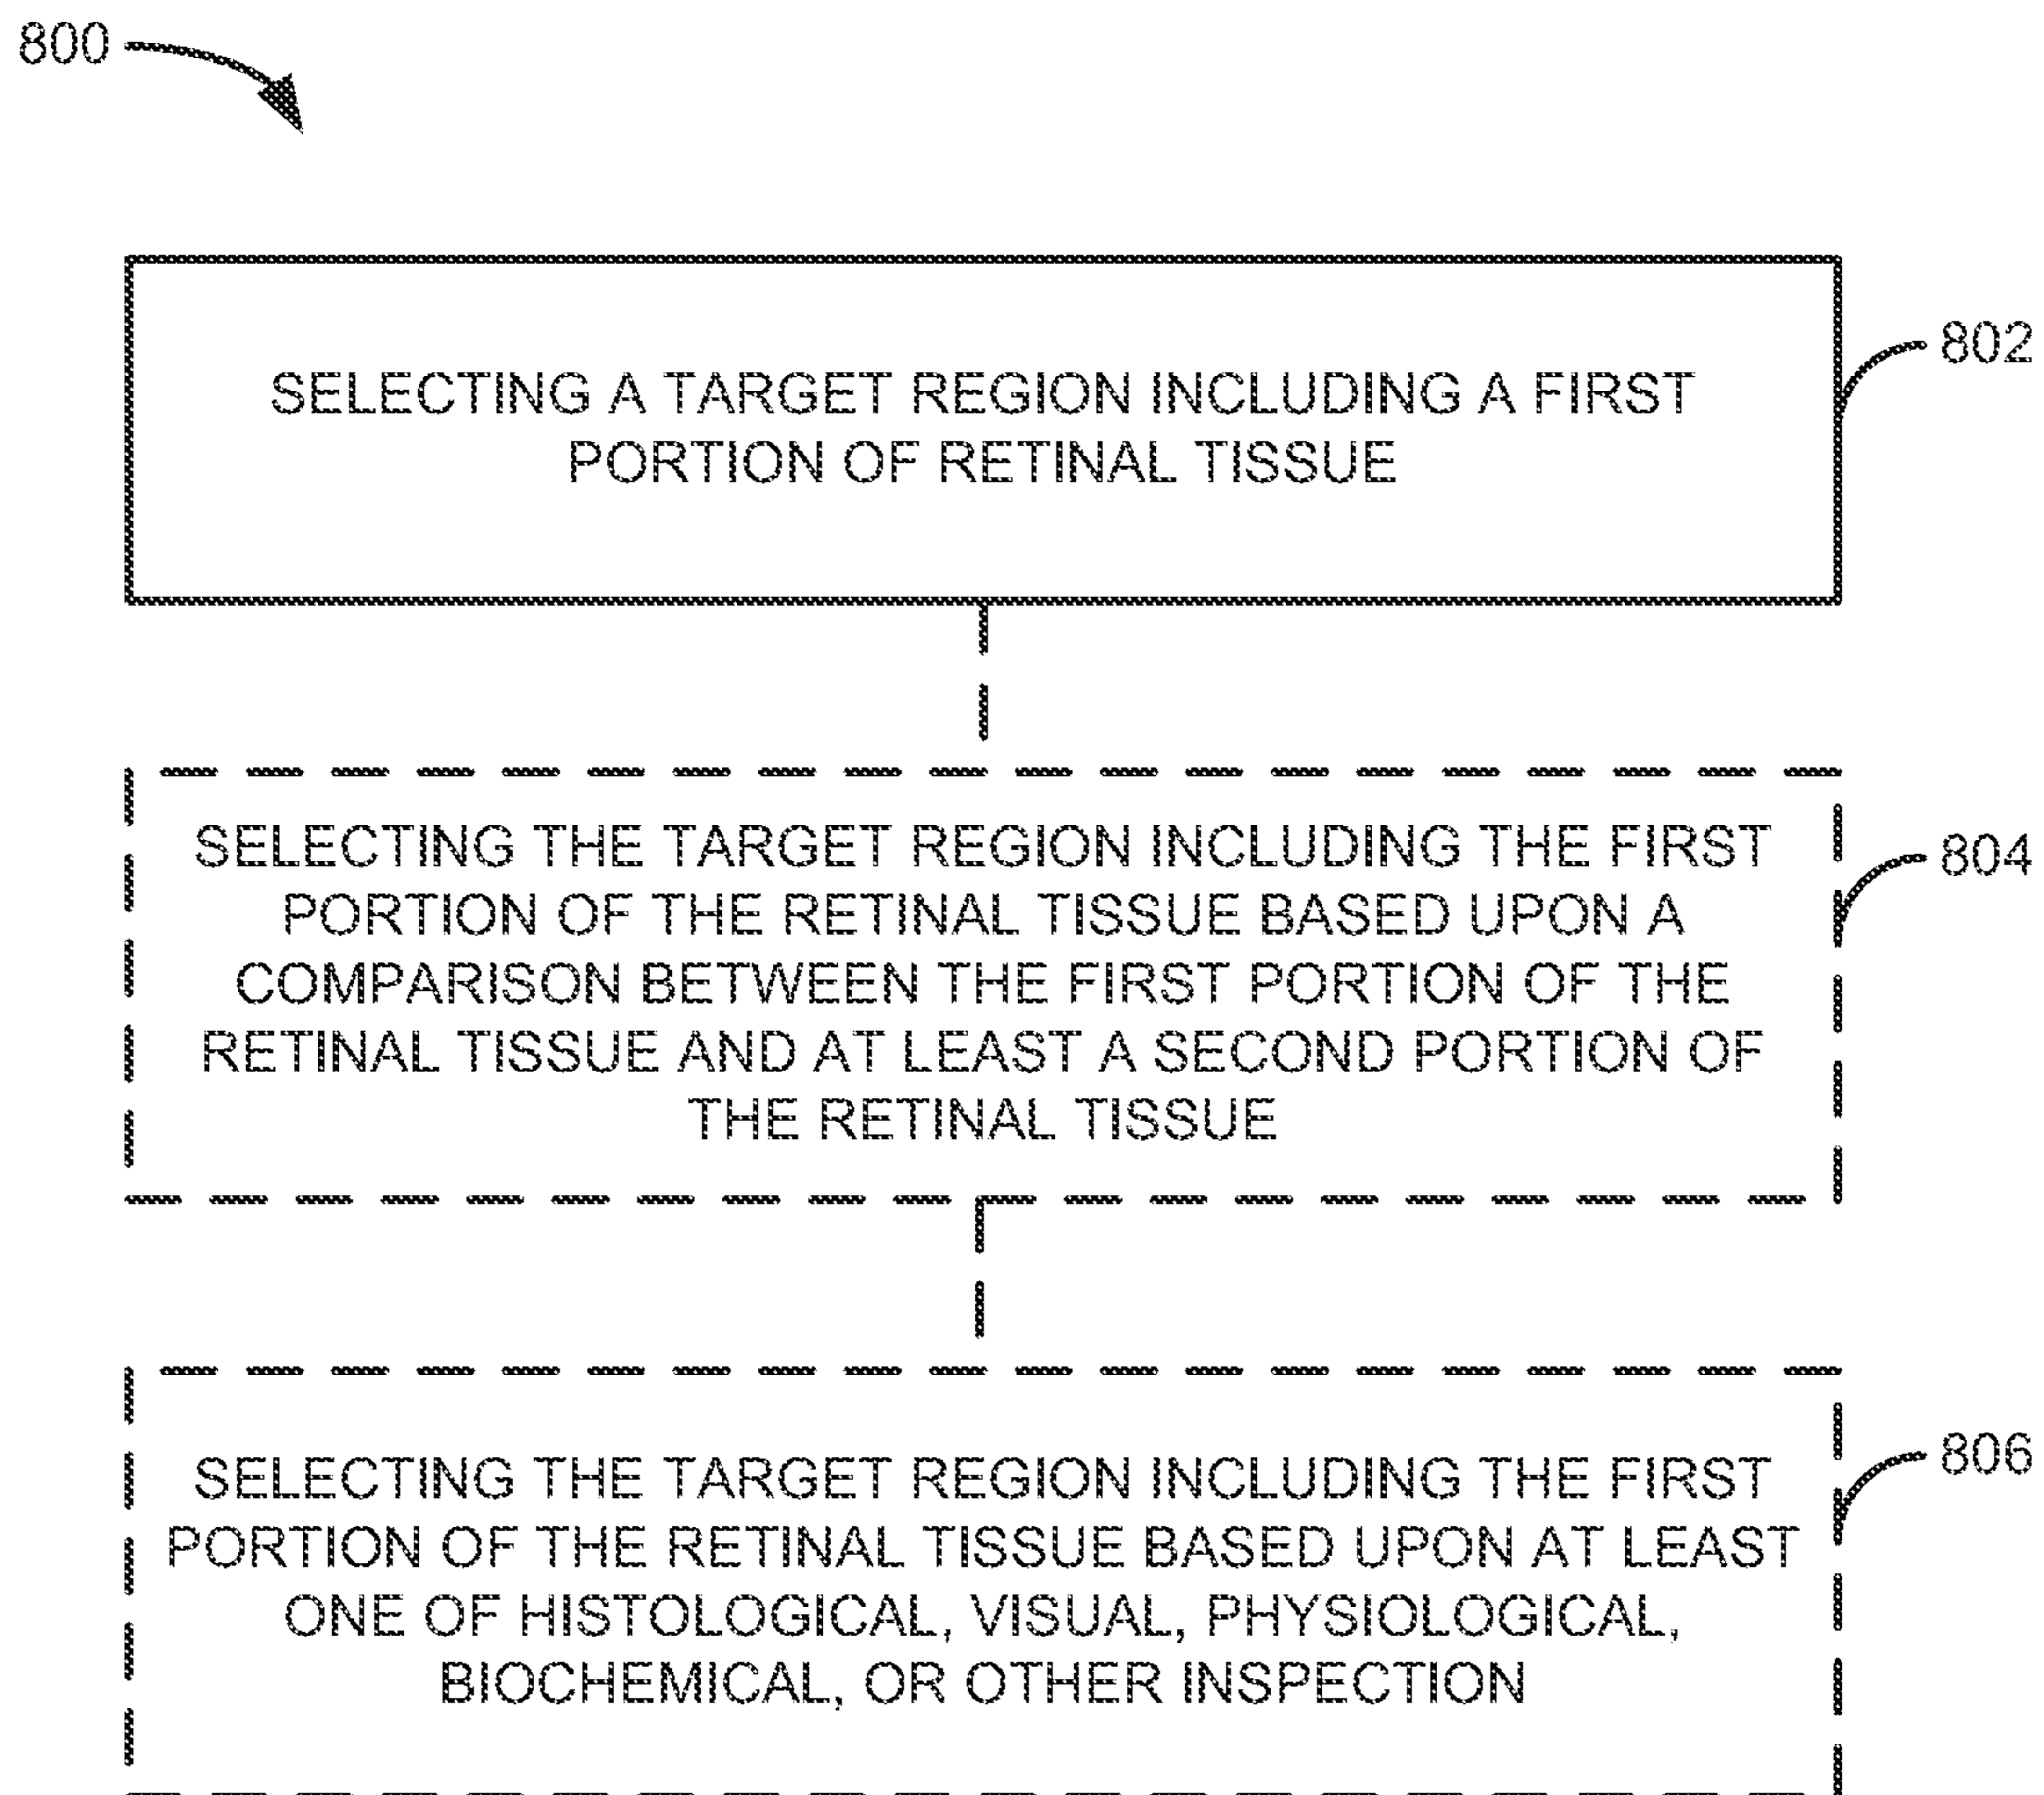 800
SELECTING A TARGET REGION INCLUDING A FIRST
PORTION OF RETINAL TISSUE
802
SELECTING THE TARGET REGION INCLUDING THE FIRST
PORTION OF THE RETINAL TISSUE BASED UPON A
COMPARISON BETWEEN THE FIRST PORTION OF THE
RETINAL TISSUE AND AT LEAST A SECOND PORTION OF
THE RETINAL TISSUE
804
SELECTING THE TARGET REGION INCLUDING THE FIRST
PORTION OF THE RETINAL TISSUE BASED UPON AT LEAST
ONE OF HISTOLOGICAL, VISUAL, PHYSIOLOGICAL,
BIOCHEMICAL, OR OTHER INSPECTION
806